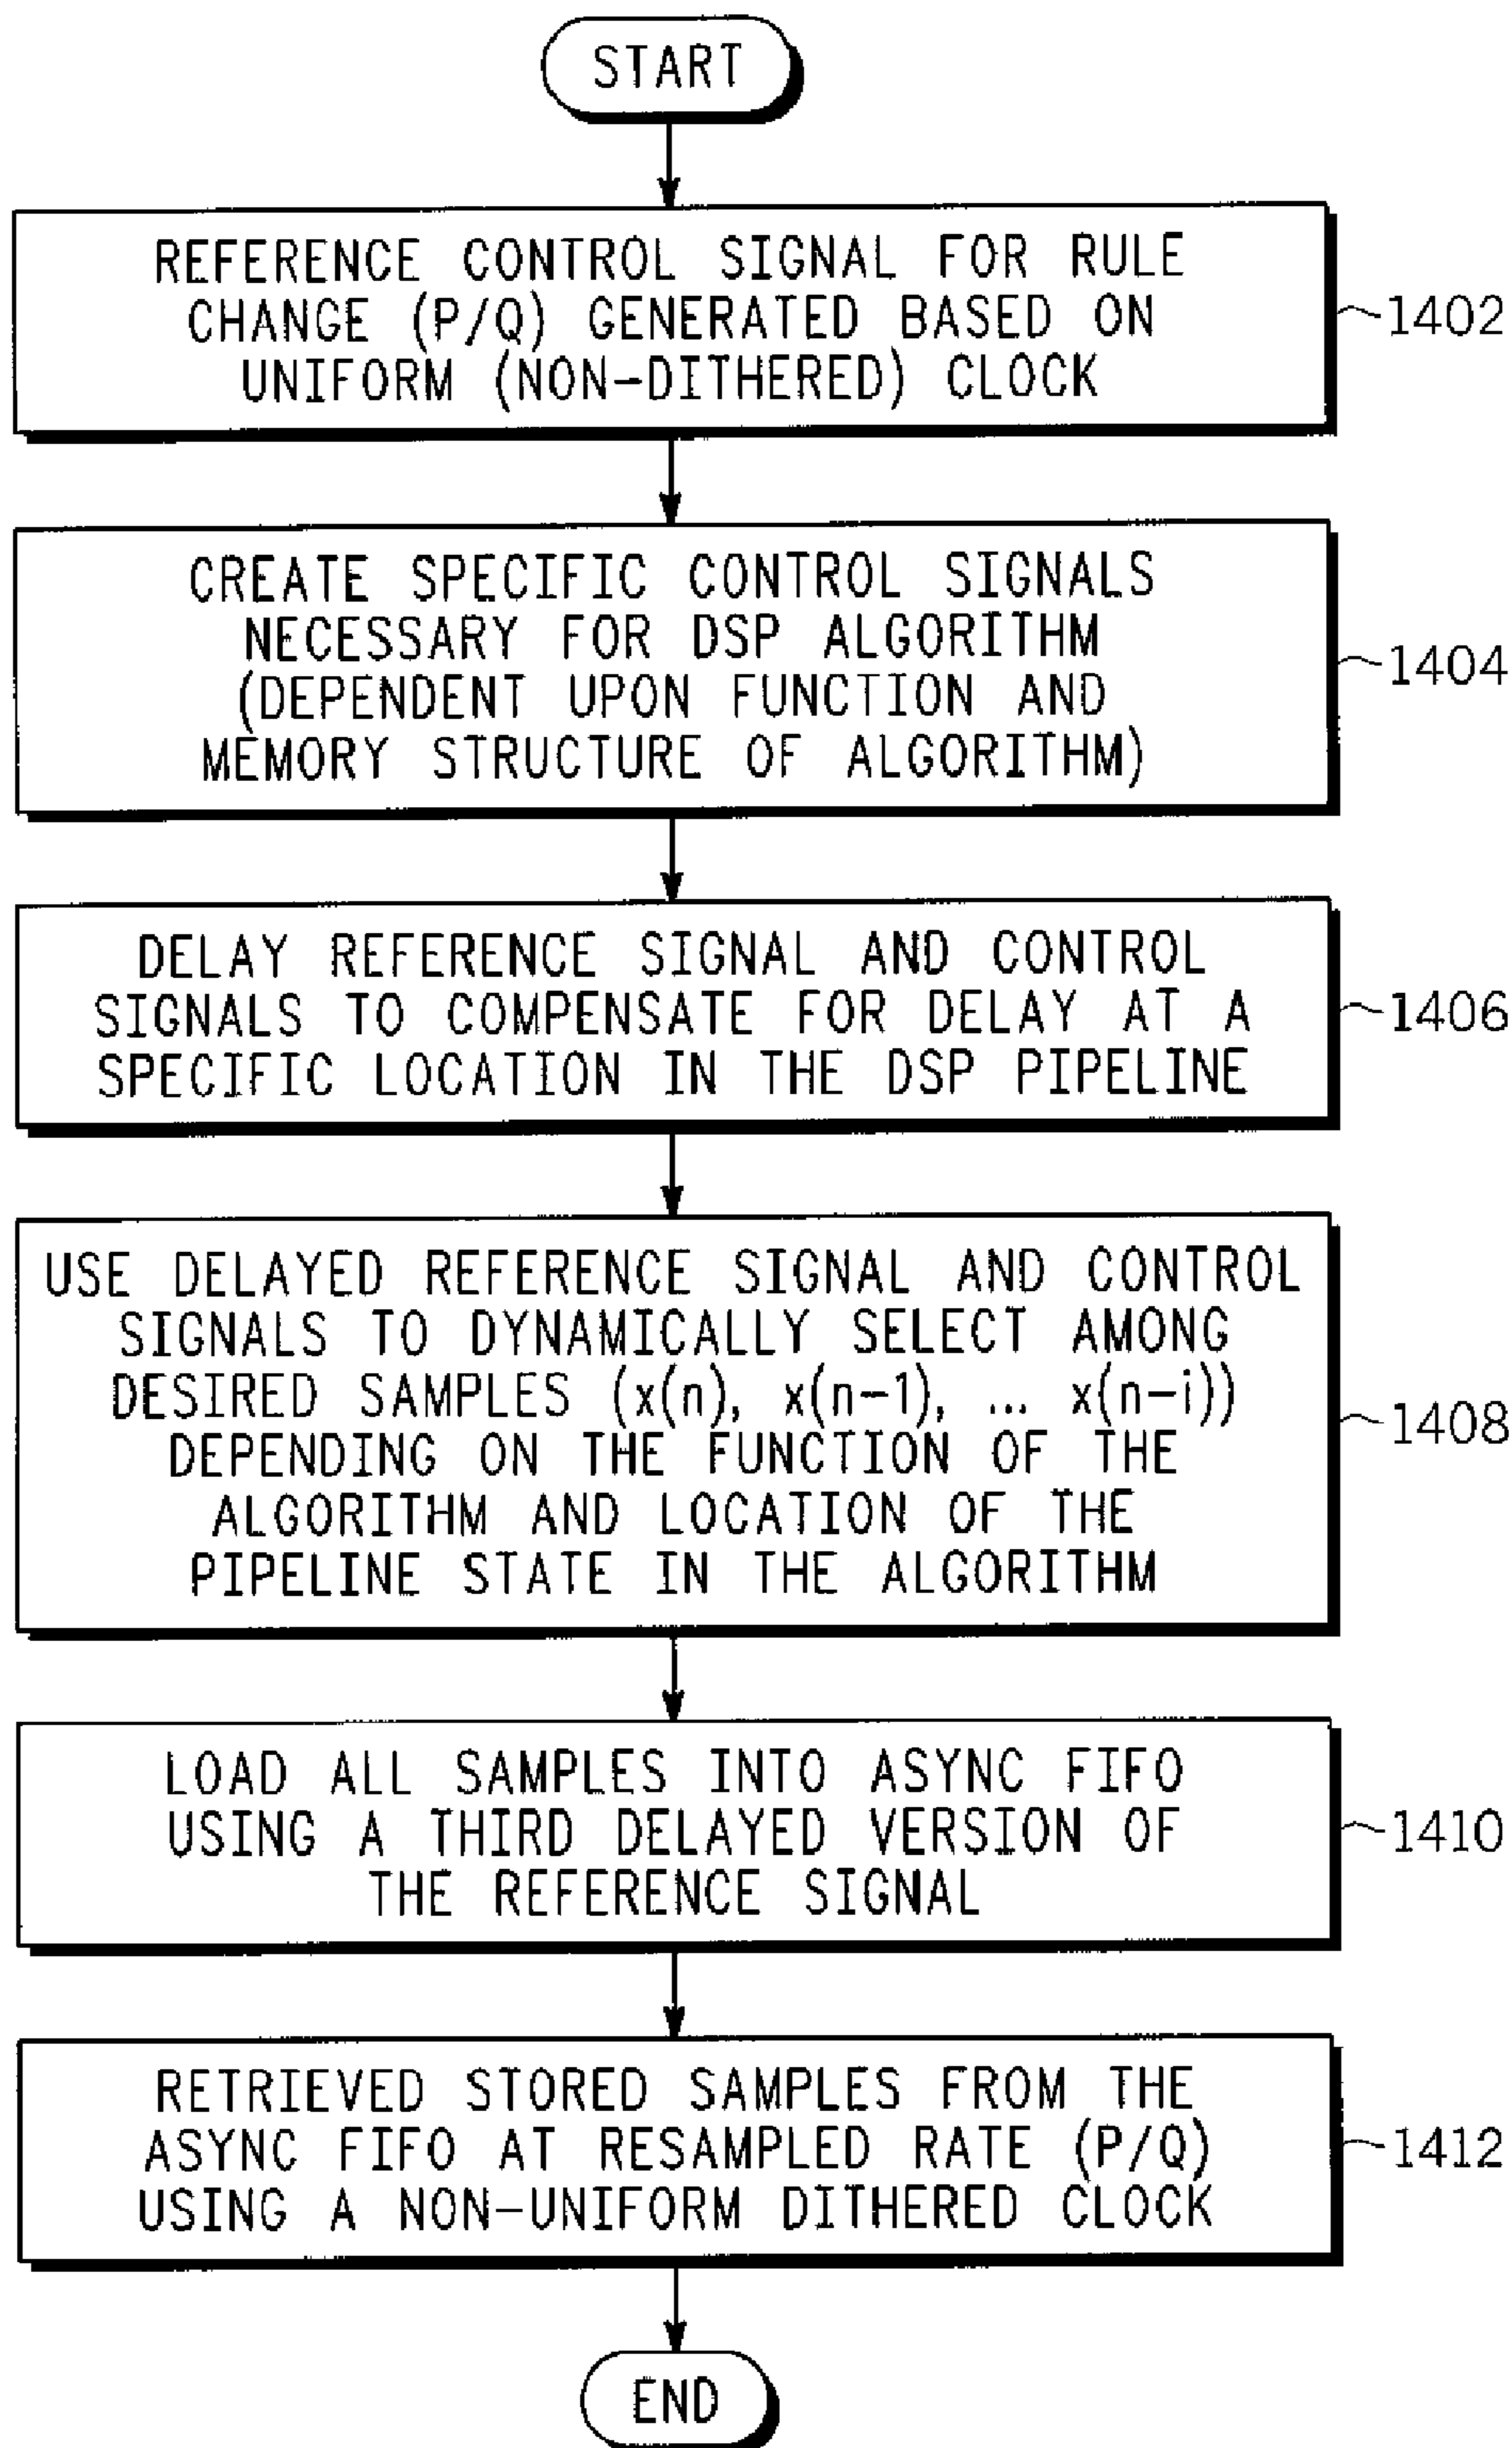 START
REFERENCE CONTROL SIGNAL FOR RULE
CHANGE (P/Q) GENERATED BASED ON
UNIFORM (NON-DITHERED) CLOCK
1402
CREATE SPECIFIC CONTROL SIGNALS
NECESSARY FOR DSP ALGORITHM
(DEPENDENT UPON FUNCTION AND
MEMORY STRUCTURE OF ALGORITHM)
1404
DELAY REFERENCE SIGNAL AND CONTROL
SIGNALS TO COMPENSATE FOR DELAY AT A
SPECIFIC LOCATION IN THE DSP PIPELINE
1406
USE DELAYED REFERENCE SIGNAL AND CONTROL
SIGNALS TO DYNAMICALLY SELECT AMONG
DESIRED SAMPLES (x(n), x(n-1), ... x(n-i))
DEPENDING ON THE FUNCTION OF THE
ALGORITHM AND LOCATION OF THE
PIPELINE STATE IN THE ALGORITHM
1408
LOAD ALL SAMPLES INTO ASYNC FIFO
USING A THIRD DELAYED VERSION OF
THE REFERENCE SIGNAL
1410
RETRIEVED STORED SAMPLES FROM THE
ASYNC FIFO AT RESAMPLED RATE (P/Q)
USING A NON-UNIFORM DITHERED CLOCK
1412
END